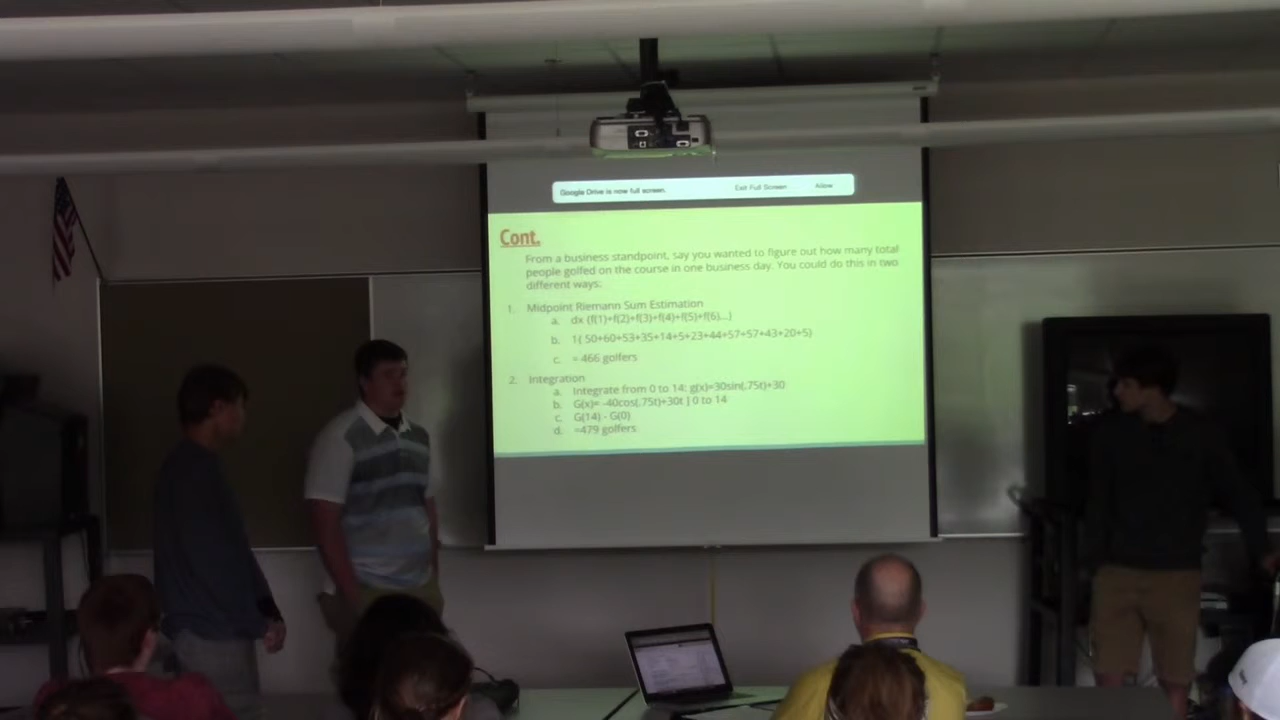 Google Drive is now full screen. Exit Full Screen Allow
Cont.
From a business standpoint, say you wanted to figure out how many total
people golfed on the course in one business day. You could do this in two
different ways:
1. Midpoint Riemann Sum Estimation
a. dx (f(1)+f(2)+f(3)+f(4)+f(5)+f(6)...)
b. 1( 50+60+53+35+14+5+23+44+57+57+43+20+5)
c. = 466 golfers
2. Integration
a. Integrate from 0 to 14: g(x)=30sin(.75t)+30
b. G(x)= -40cos(.75t)+30t ] 0 to 14
c. G(14) - G(0)
d. =479 golfers